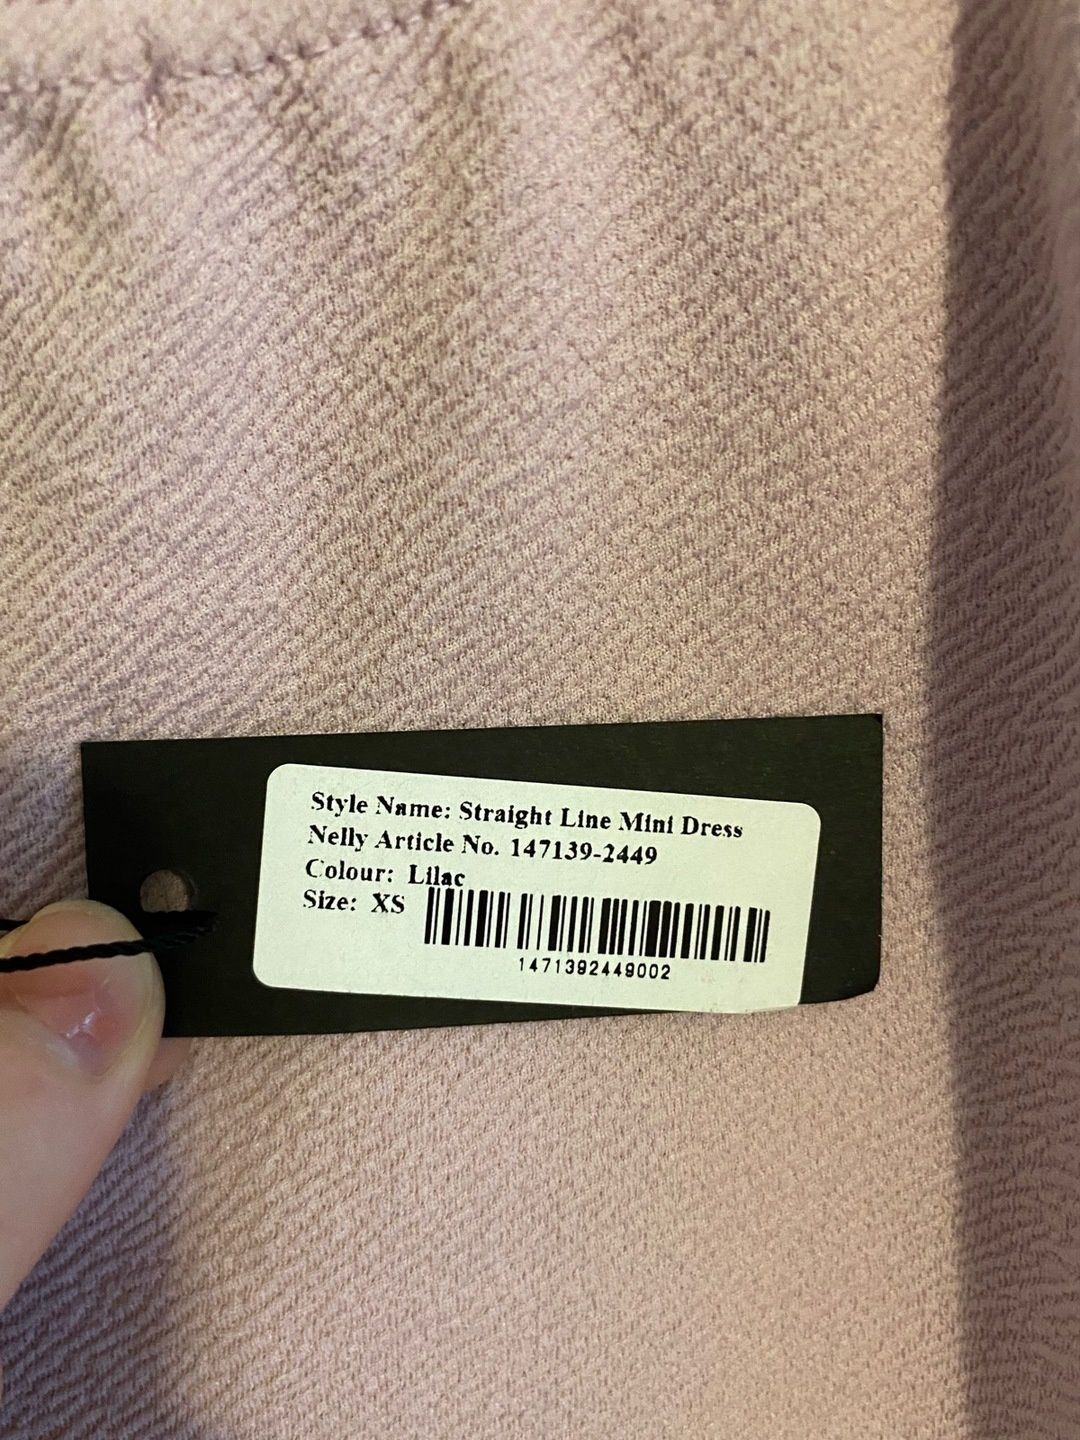 Style Name: Straight Line Mini Dress
Nelly Article No. 147139-2449
Colour: Lilac
Size: XS
1471392449002